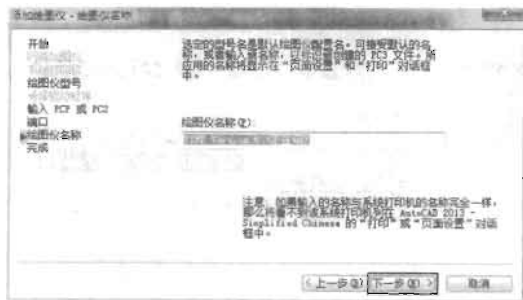 添加绘图仪 - 绘图仪名称
开始
绘图仪型号
输入 PCP 或 PC2
端口
绘图仪名称
完成
选定的型号名是默认绘图仪配置名。可接受默认的名
称，或者输入新名称，以标识新创建的 PC3 文件。所
应用的名称将显示在“页面设置”和“打印”对话框
中。
绘图仪名称(P):
注意: 如果输入的名称与系统打印机的名称完全一样，
那么将看不到该系统打印机列在 AutoCAD 2013 -
Simplified Chinese 的“打印”或“页面设置”对话
框中。
< 上一步(B)
下一步(N) >
取消